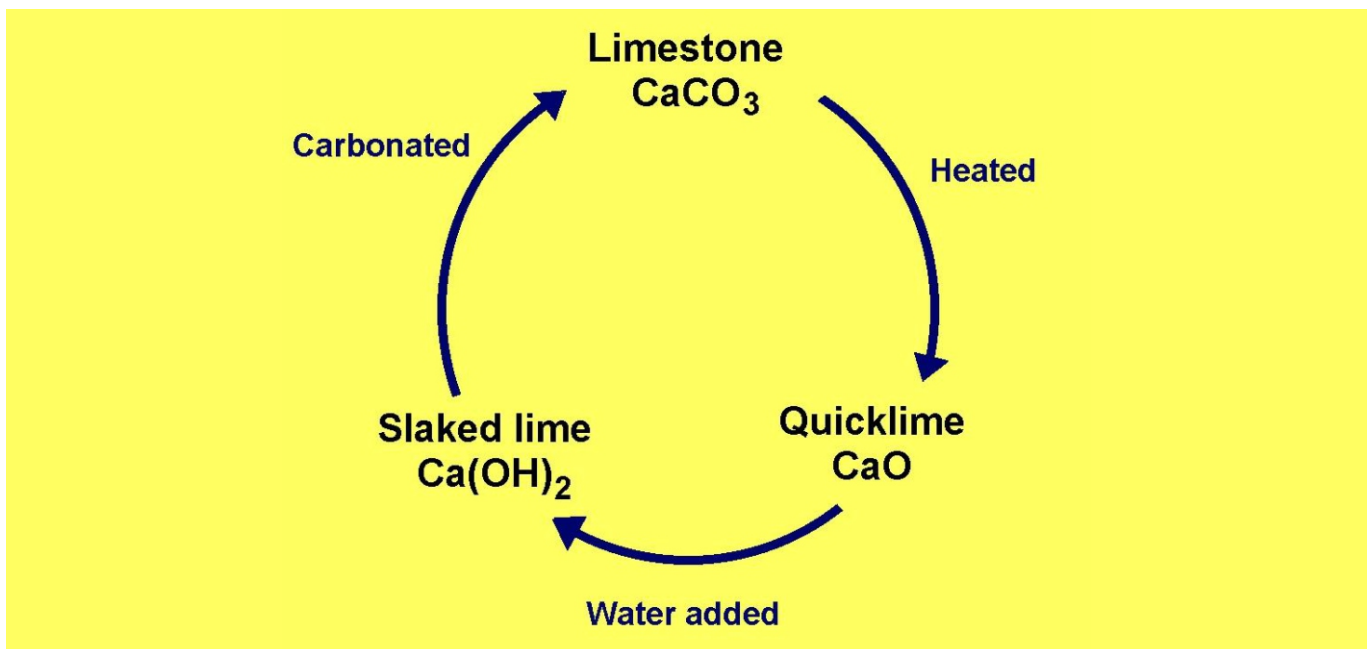 Limestone
CaCO₃
Carbonated
Heated
Slaked lime
Ca(OH)₂
Quicklime
CaO
Water added